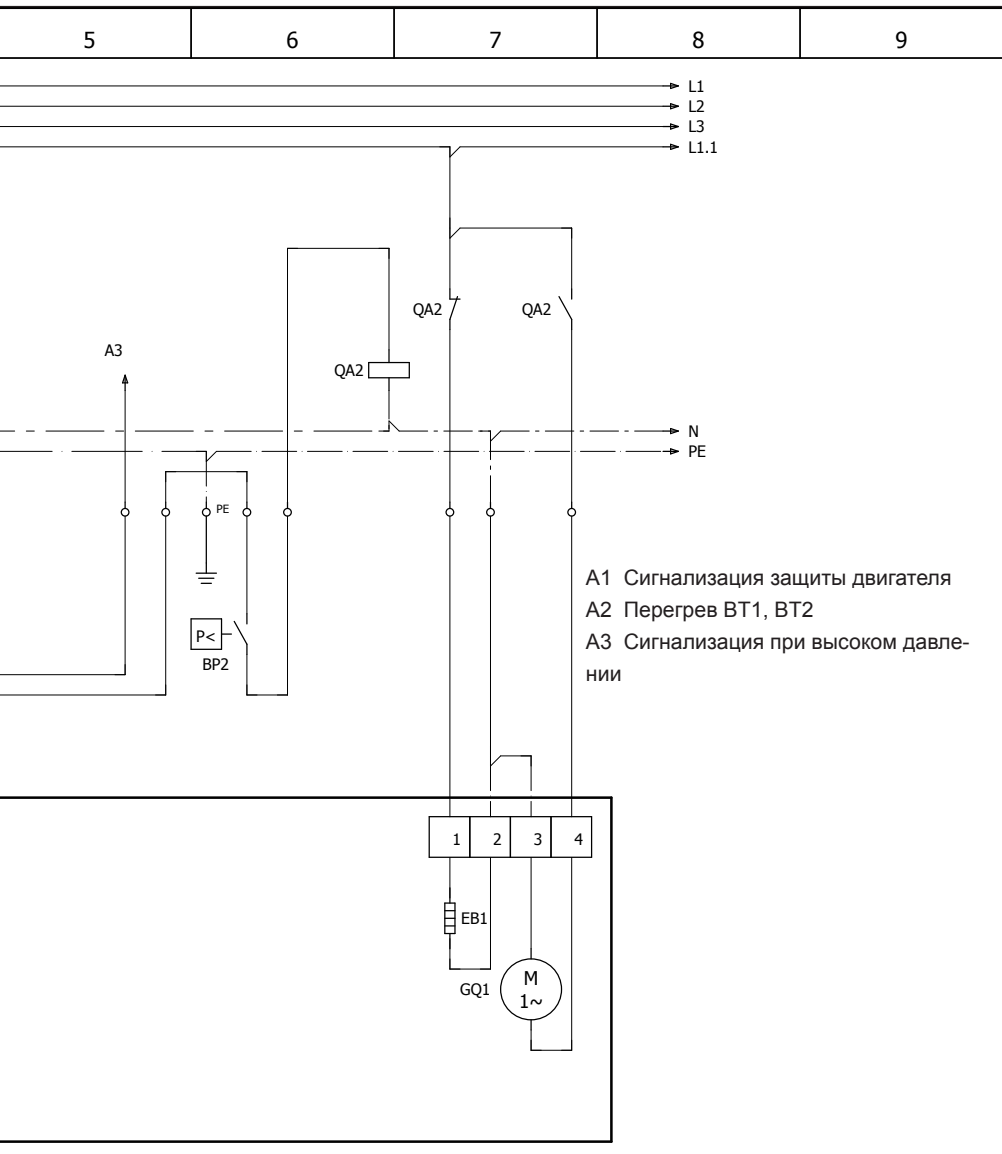 5 6 7 8 9
L1
L2
L3
L1.1
QA2 QA2
A3
QA2
N
PE
PE
A1 Сигнализация защиты двигателя
A2 Перегрев BT1, BT2
A3 Сигнализация при высоком давле-
нии
P<
BP2
1 2 3 4
EB1
GQ1 M
1~